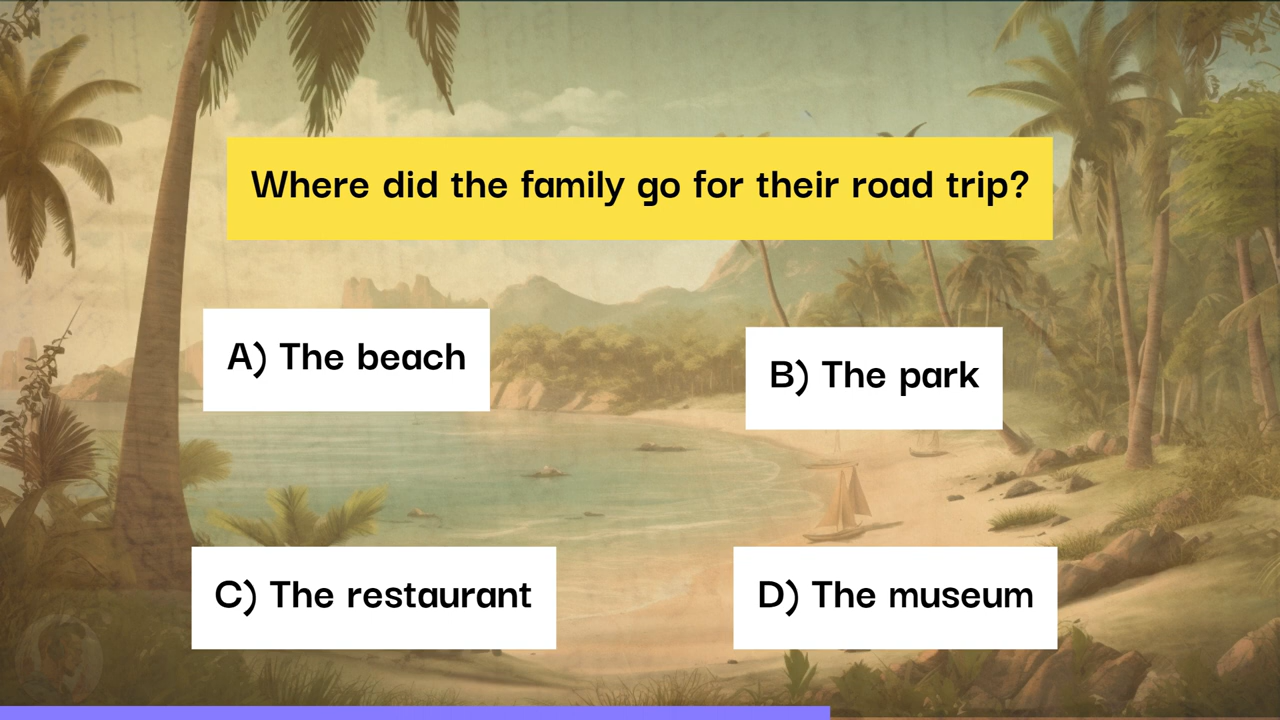 Where did the family go for their road trip?
A) The beach
B) The park
C) The restaurant
D) The museum